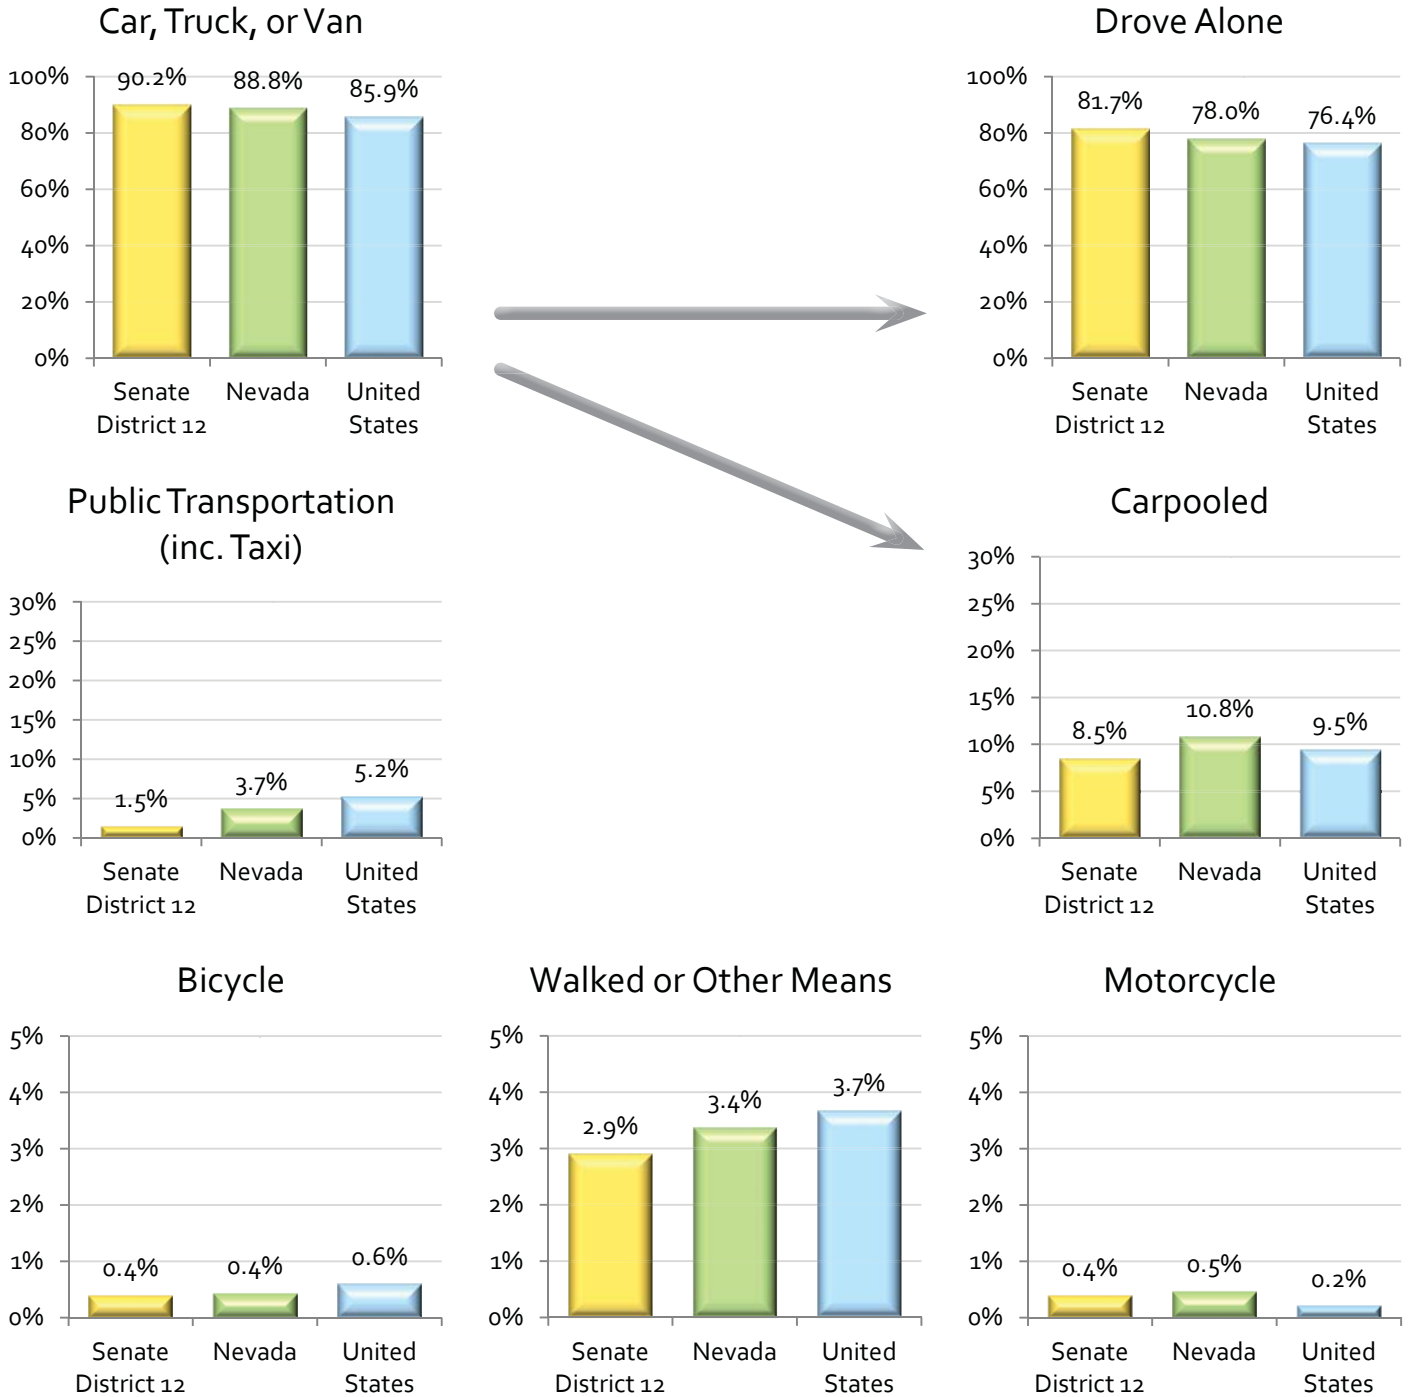 Car, Truck, or Van
100%
80%
60%
40%
20%
0%
90.2%
88.8%
85.9%
Senate
District 12
Nevada
United
States
Drove Alone
100%
80%
60%
40%
20%
0%
81.7%
78.0%
76.4%
Senate
District 12
Nevada
United
States
Public Transportation
(inc. Taxi)
30%
25%
20%
15%
10%
5%
0%
1.5%
3.7%
5.2%
Senate
District 12
Nevada
United
States
Carpooled
30%
25%
20%
15%
10%
5%
0%
8.5%
10.8%
9.5%
Senate
District 12
Nevada
United
States
Bicycle
5%
4%
3%
2%
1%
0%
0.4%
0.4%
0.6%
Senate
District 12
Nevada
United
States
Walked or Other Means
5%
4%
3%
2%
1%
0%
2.9%
3.4%
3.7%
Senate
District 12
Nevada
United
States
Motorcycle
5%
4%
3%
2%
1%
0%
0.4%
0.5%
0.2%
Senate
District 12
Nevada
United
States